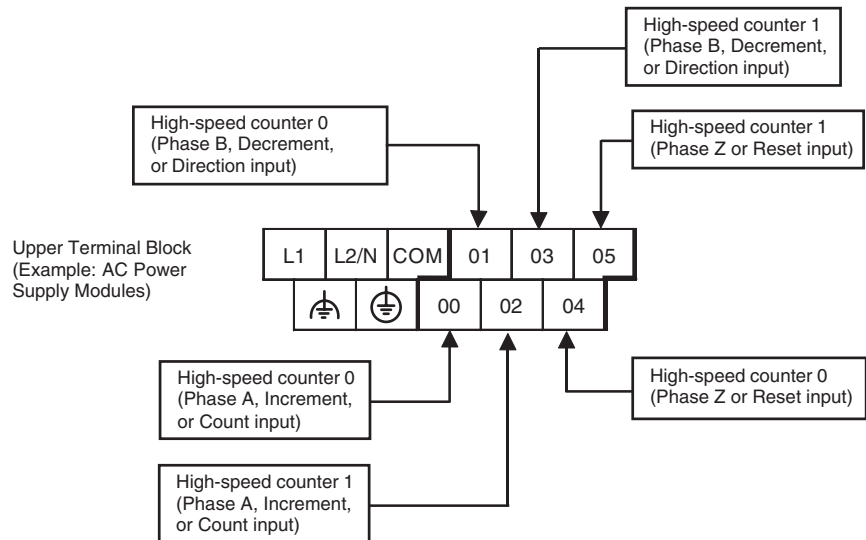 High-speed counter 1
(Phase B, Decrement,
or Direction input)
High-speed counter 0
(Phase B, Decrement,
or Direction input)
High-speed counter 1
(Phase Z or Reset input)
Upper Terminal Block
(Example: AC Power
Supply Modules)
L1 L2/N COM 01 03 05
00 02 04
High-speed counter 0
(Phase A, Increment,
or Count input)
High-speed counter 0
(Phase Z or Reset input)
High-speed counter 1
(Phase A, Increment,
or Count input)